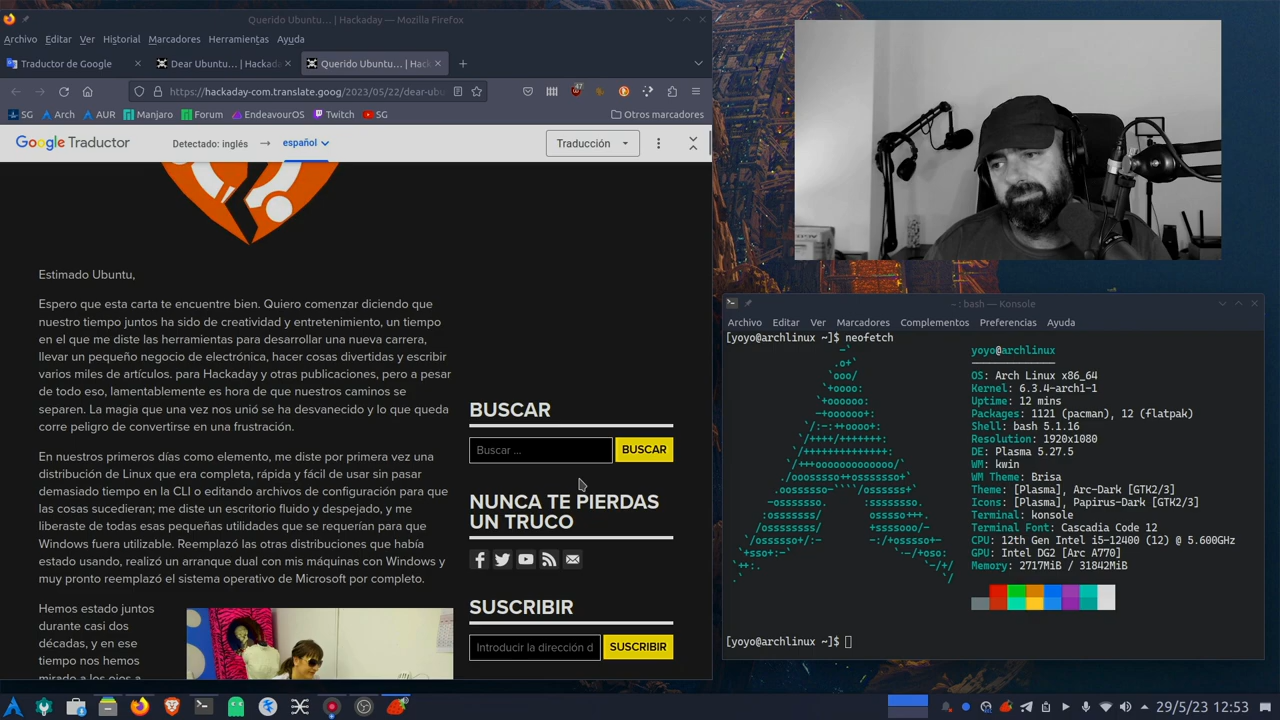 Querido Ubuntu… | Hackaday — Mozilla Firefox
Archivo Editar Ver Historial Marcadores Herramientas Ayuda
Traductor de Google
Dear Ubuntu… | Hackad
Querido Ubuntu… | Hack
https://hackaday-com.translate.goog/2023/05/22/dear-ubu
SG Arch AUR Manjaro Forum EndeavourOS Twitch SG Otros marcadores
Google Traductor Detectado: inglés → español Traducción
Estimado Ubuntu,
Espero que esta carta te encuentre bien. Quiero comenzar diciendo que
nuestro tiempo juntos ha sido de creatividad y entretenimiento, un tiempo
en el que me diste las herramientas para desarrollar una nueva carrera,
llevar un pequeño negocio de electrónica, hacer cosas divertidas y escribir
varios miles de artículos. para Hackaday y otras publicaciones, pero a pesar
de todo eso, lamentablemente es hora de que nuestros caminos se
separen. La magia que una vez nos unió se ha desvanecido y lo que queda
corre peligro de convertirse en una frustración.
En nuestros primeros días como elemento, me diste por primera vez una
distribución de Linux que era completa, rápida y fácil de usar sin pasar
demasiado tiempo en la CLI o editando archivos de configuración para que
las cosas sucedieran; me diste un escritorio fluido y despejado, y me
liberaste de todas esas pequeñas utilidades que se requerían para que
Windows fuera utilizable. Reemplazó las otras distribuciones que había
estado usando, realizó un arranque dual con mis máquinas con Windows y
muy pronto reemplazó el sistema operativo de Microsoft por completo.
Hemos estado juntos
durante casi dos
décadas, y en ese
tiempo nos hemos
mirado a los ojos a
BUSCAR
Buscar ... BUSCAR
NUNCA TE PIERDAS
UN TRUCO
SUSCRIBIR
Introducir la dirección d SUSCRIBIR
~ : bash — Konsole
Archivo Editar Ver Marcadores Complementos Preferencias Ayuda
[yoyo@archlinux ~]$ neofetch
yoyo@archlinux
OS: Arch Linux x86_64
Kernel: 6.3.4-arch1-1
Uptime: 12 mins
Packages: 1121 (pacman), 12 (flatpak)
Shell: bash 5.1.16
Resolution: 1920x1080
DE: Plasma 5.27.5
WM: kwin
WM Theme: Brisa
Theme: [Plasma], Arc-Dark [GTK2/3]
Icons: [Plasma], Papirus-Dark [GTK2/3]
Terminal: konsole
Terminal Font: Cascadia Code 12
CPU: 12th Gen Intel i5-12400 (12) @ 5.600GHz
GPU: Intel DG2 [Arc A770]
Memory: 2717MiB / 31842MiB
[yoyo@archlinux ~]$
29/5/23 12:53